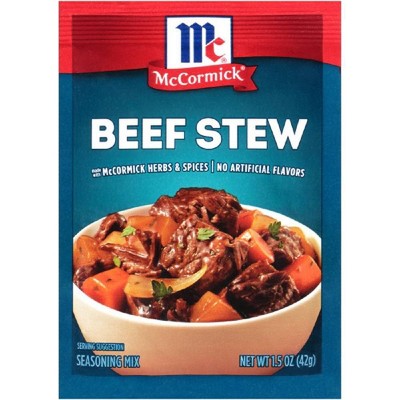 Mc
McCormick®
BEEF STEW
Made with McCORMICK HERBS & SPICES | NO ARTIFICIAL FLAVORS
SERVING SUGGESTION
SEASONING MIX
NET WT 1.5 OZ (42g)